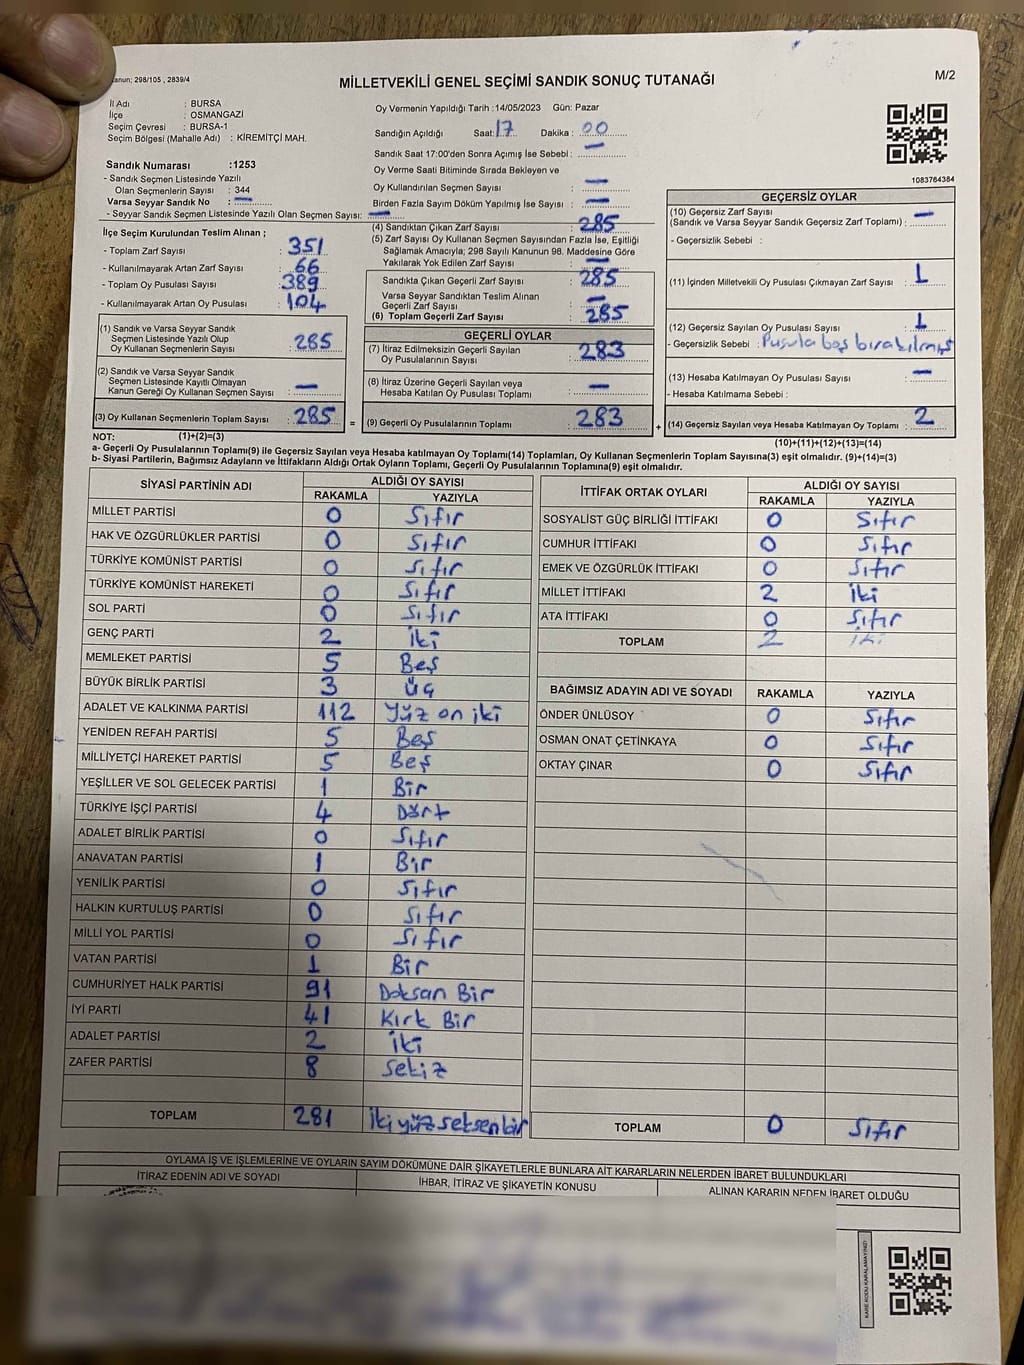 Kanun; 298/105 , 2839/4
MİLLETVEKİLİ GENEL SEÇİMİ SANDIK SONUÇ TUTANAĞI
M/2
İl Adı : BURSA
İlçe : OSMANGAZİ
Seçim Çevresi : BURSA-1
Seçim Bölgesi (Mahalle Adı) : KİREMİTÇİ MAH.
Sandık Numarası :1253
- Sandık Seçmen Listesinde Yazılı
Olan Seçmenlerin Sayısı : 344
Varsa Seyyar Sandık No : —
- Seyyar Sandık Seçmen Listesinde Yazılı Olan Seçmen Sayısı: —
Oy Vermenin Yapıldığı Tarih :14/05/2023 Gün: Pazar
Sandığın Açıldığı Saat: 17 Dakika : 00
Sandık Saat 17:00'den Sonra Açımış İse Sebebi : —
Oy Verme Saati Bitiminde Sırada Bekleyen ve
Oy Kullandırılan Seçmen Sayısı : —
Birden Fazla Sayım Döküm Yapılmış İse Sayısı : —
1083764384
İlçe Seçim Kurulundan Teslim Alınan ;
- Toplam Zarf Sayısı : 351
- Kullanılmayarak Artan Zarf Sayısı : 66
- Toplam Oy Pusulası Sayısı : 389
- Kullanılmayarak Artan Oy Pusulası : 104
(1) Sandık ve Varsa Seyyar Sandık
Seçmen Listesinde Yazılı Olup
Oy Kullanan Seçmenlerin Sayısı : 285
(2) Sandık ve Varsa Seyyar Sandık
Seçmen Listesinde Kayıtlı Olmayan
Kanun Gereği Oy Kullanan Seçmen Sayısı : —
(3) Oy Kullanan Seçmenlerin Toplam Sayısı : 285
=
(4) Sandıktan Çıkan Zarf Sayısı : 285
(5) Zarf Sayısı Oy Kullanan Seçmen Sayısından Fazla İse, Eşitliği
Sağlamak Amacıyla; 298 Sayılı Kanunun 98. Maddesine Göre
Yakılarak Yok Edilen Zarf Sayısı : —
Sandıkta Çıkan Geçerli Zarf Sayısı : 285
Varsa Seyyar Sandıktan Teslim Alınan
Geçerli Zarf Sayısı : —
(6) Toplam Geçerli Zarf Sayısı : 285
GEÇERLİ OYLAR
(7) İtiraz Edilmeksizin Geçerli Sayılan
Oy Pusulalarının Sayısı : 283
(8) İtiraz Üzerine Geçerli Sayılan veya
Hesaba Katılan Oy Pusulası Toplamı : —
(9) Geçerli Oy Pusulalarının Toplamı : 283
+
GEÇERSİZ OYLAR
(10) Geçersiz Zarf Sayısı
(Sandık ve Varsa Seyyar Sandık Geçersiz Zarf Toplamı) : —
- Geçersizlik Sebebi :
(11) İçinden Milletvekili Oy Pusulası Çıkmayan Zarf Sayısı : 1
(12) Geçersiz Sayılan Oy Pusulası Sayısı : 1
- Geçersizlik Sebebi : Pusula boş bırakılmış
(13) Hesaba Katılmayan Oy Pusulası Sayısı : —
- Hesaba Katılmama Sebebi :
(14) Geçersiz Sayılan veya Hesaba Katılmayan Oy Toplamı : 2
NOT: (1)+(2)=(3)
(10)+(11)+(12)+(13)=(14)
a- Geçerli Oy Pusulalarının Toplamı(9) ile Geçersiz Sayılan veya Hesaba katılmayan Oy Toplamı(14) Toplamları, Oy Kullanan Seçmenlerin Toplam Sayısına(3) eşit olmalıdır. (9)+(14)=(3)
b- Siyasi Partilerin, Bağımsız Adayların ve İttifakların Aldığı Ortak Oyların Toplamı, Geçerli Oy Pusulalarının Toplamına(9) eşit olmalıdır.
SİYASİ PARTİNİN ADI ALDIĞI OY SAYISI
RAKAMLA YAZIYLA
MİLLET PARTİSİ 0 Sıfır
HAK VE ÖZGÜRLÜKLER PARTİSİ 0 Sıfır
TÜRKİYE KOMÜNİST PARTİSİ 0 Sıfır
TÜRKİYE KOMÜNİST HAREKETİ 0 Sıfır
SOL PARTİ 0 Sıfır
GENÇ PARTİ 2 İki
MEMLEKET PARTİSİ 5 Beş
BÜYÜK BİRLİK PARTİSİ 3 Üç
ADALET VE KALKINMA PARTİSİ 112 Yüz on iki
YENİDEN REFAH PARTİSİ 5 Beş
MİLLİYETÇİ HAREKET PARTİSİ 5 Beş
YEŞİLLER VE SOL GELECEK PARTİSİ 1 Bir
TÜRKİYE İŞÇİ PARTİSİ 4 Dört
ADALET BİRLİK PARTİSİ 0 Sıfır
ANAVATAN PARTİSİ 1 Bir
YENİLİK PARTİSİ 0 Sıfır
HALKIN KURTULUŞ PARTİSİ 0 Sıfır
MİLLİ YOL PARTİSİ 0 Sıfır
VATAN PARTİSİ 1 Bir
CUMHURİYET HALK PARTİSİ 91 Doksan Bir
İYİ PARTİ 41 Kırk Bir
ADALET PARTİSİ 2 İki
ZAFER PARTİSİ 8 Sekiz
TOPLAM 281 İki yüz seksen bir
İTTİFAK ORTAK OYLARI ALDIĞI OY SAYISI
RAKAMLA YAZIYLA
SOSYALİST GÜÇ BİRLİĞİ İTTİFAKI 0 Sıfır
CUMHUR İTTİFAKI 0 Sıfır
EMEK VE ÖZGÜRLÜK İTTİFAKI 0 Sıfır
MİLLET İTTİFAKI 2 İki
ATA İTTİFAKI 0 Sıfır
TOPLAM 2 İki
BAĞIMSIZ ADAYIN ADI VE SOYADI RAKAMLA YAZIYLA
ÖNDER ÜNLÜSOY 0 Sıfır
OSMAN ONAT ÇETİNKAYA 0 Sıfır
OKTAY ÇINAR 0 Sıfır
TOPLAM 0 Sıfır
OYLAMA İŞ VE İŞLEMLERİNE VE OYLARIN SAYIM DÖKÜMÜNE DAİR ŞİKAYETLERLE BUNLARA AİT KARARLARIN NELERDEN İBARET BULUNDUKLARI
İTİRAZ EDENİN ADI VE SOYADI İHBAR, İTİRAZ VE ŞİKAYETİN KONUSU ALINAN KARARIN NEDEN İBARET OLDUĞU
KARE KODU KARALAMAYINIZ!